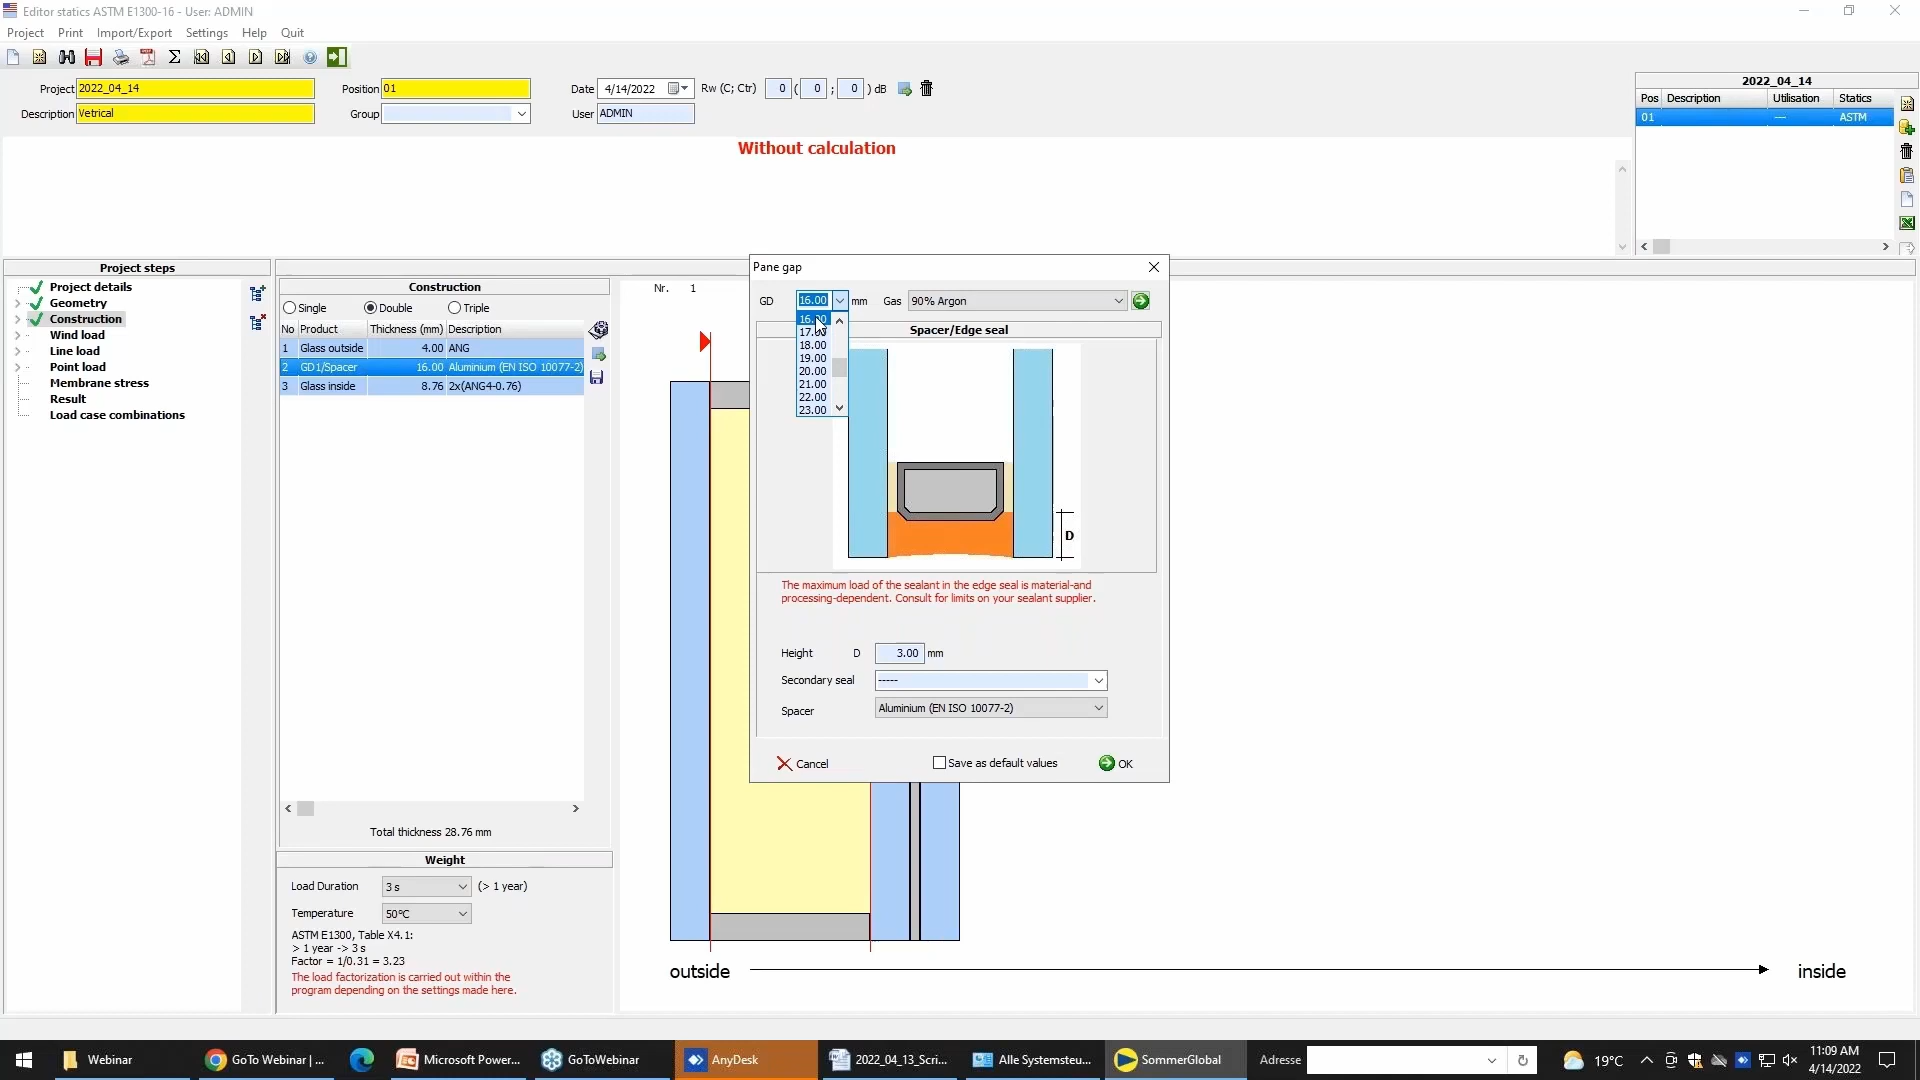 Editor statics ASTM E1300-16 - User: ADMIN
Project Print Import/Export Settings Help Quit
Project 2022_04_14 Position 01 Date 4/14/2022 Rw (C; Ctr) 0 ( 0 ; 0 ) dB
Description Vetrical Group User ADMIN
Without calculation
2022_04_14
Pos Description Utilisation Statics
01 --- ASTM
Project steps
Project details
Geometry
Construction
Wind load
Line load
Point load
Membrane stress
Result
Load case combinations
Construction
Single Double Triple
No Product Thickness (mm) Description
1 Glass outside 4.00 ANG
2 GD1/Spacer 16.00 Aluminium (EN ISO 10077-2)
3 Glass inside 8.76 2x(ANG4-0.76)
Total thickness 28.76 mm
Weight
Load Duration 3 s (> 1 year)
Temperature 50°C
ASTM E1300, Table X4.1:
> 1 year -> 3 s
Factor = 1/0.31 = 3.23
The load factorization is carried out within the
program depending on the settings made here.
Nr. 1
outside inside
Pane gap
GD 16.00 mm Gas 90% Argon
16.00
17.00
18.00
19.00
20.00
21.00
22.00
23.00
Spacer/Edge seal
D
The maximum load of the sealant in the edge seal is material-and
processing-dependent. Consult for limits on your sealant supplier.
Height D 3.00 mm
Secondary seal -----
Spacer Aluminium (EN ISO 10077-2)
Cancel Save as default values OK
Webinar GoTo Webinar | ... Microsoft Power... GoToWebinar AnyDesk 2022_04_13_Scri... Alle Systemsteu... SommerGlobal Adresse 19°C 11:09 AM
4/14/2022